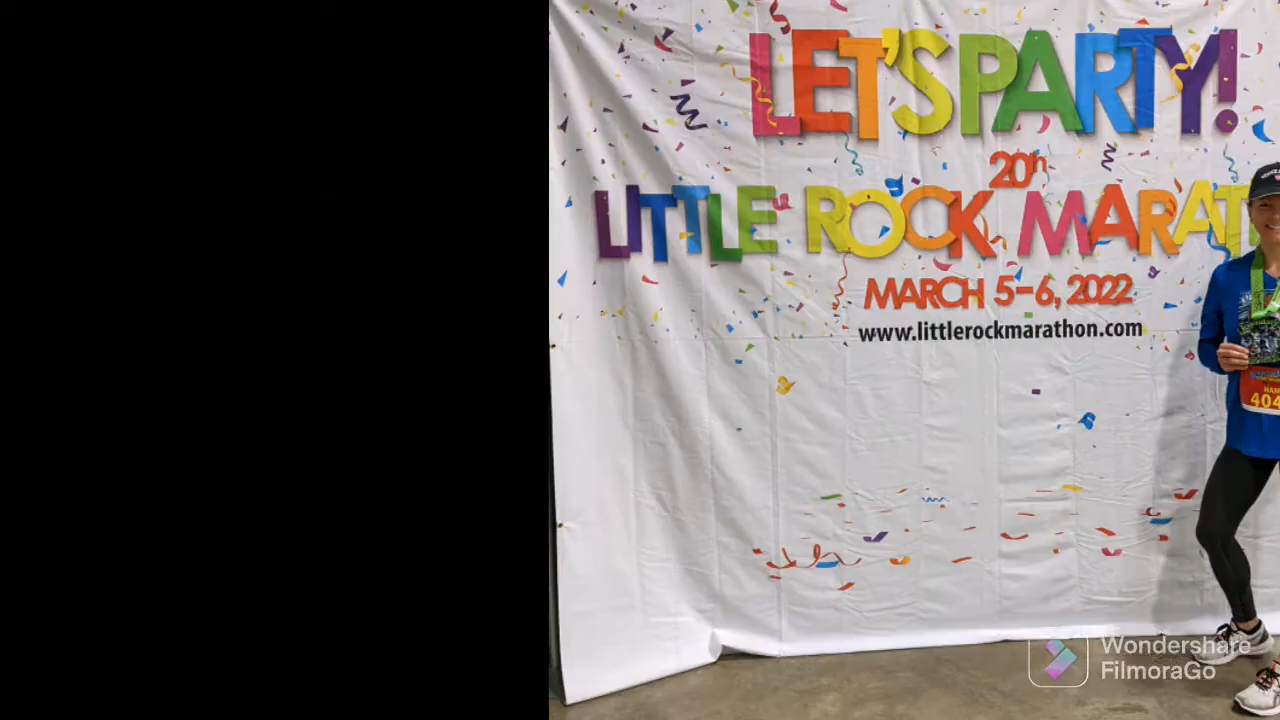 LET'S PARTY!
20th
LITTLE ROCK MARAT
MARCH 5-6, 2022
www.littlerockmarathon.com
404
Wondershare
FilmoraGo